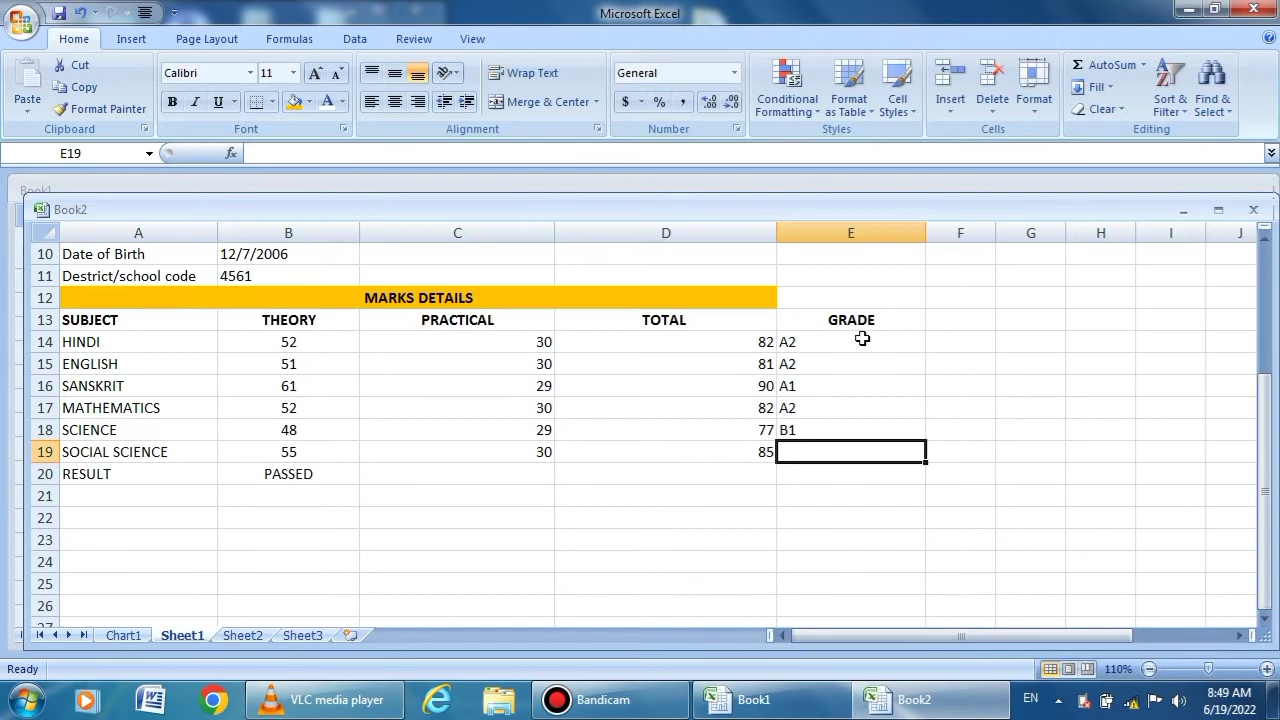 Microsoft Excel
Home Insert Page Layout Formulas Data Review View
Paste
Cut
Copy
Format Painter
Clipboard
Calibri 11
B I U
Font
Wrap Text
Merge & Center
Alignment
General
$ % ,
Number
Conditional Formatting
Format as Table
Cell Styles
Styles
Insert Delete Format
Cells
Σ AutoSum
Fill
Clear
Sort & Filter
Find & Select
Editing
E19 fx
Book1
Book2
A B C D E F G H I J
10 Date of Birth 12/7/2006
11 Destrict/school code 4561
12 MARKS DETAILS
13 SUBJECT THEORY PRACTICAL TOTAL GRADE
14 HINDI 52 30 82 A2
15 ENGLISH 51 30 81 A2
16 SANSKRIT 61 29 90 A1
17 MATHEMATICS 52 30 82 A2
18 SCIENCE 48 29 77 B1
19 SOCIAL SCIENCE 55 30 85
20 RESULT PASSED
21
22
23
24
25
26
27
Chart1 Sheet1 Sheet2 Sheet3
Ready 110%
VLC media player Bandicam Book1 Book2 EN 8:49 AM
6/19/2022